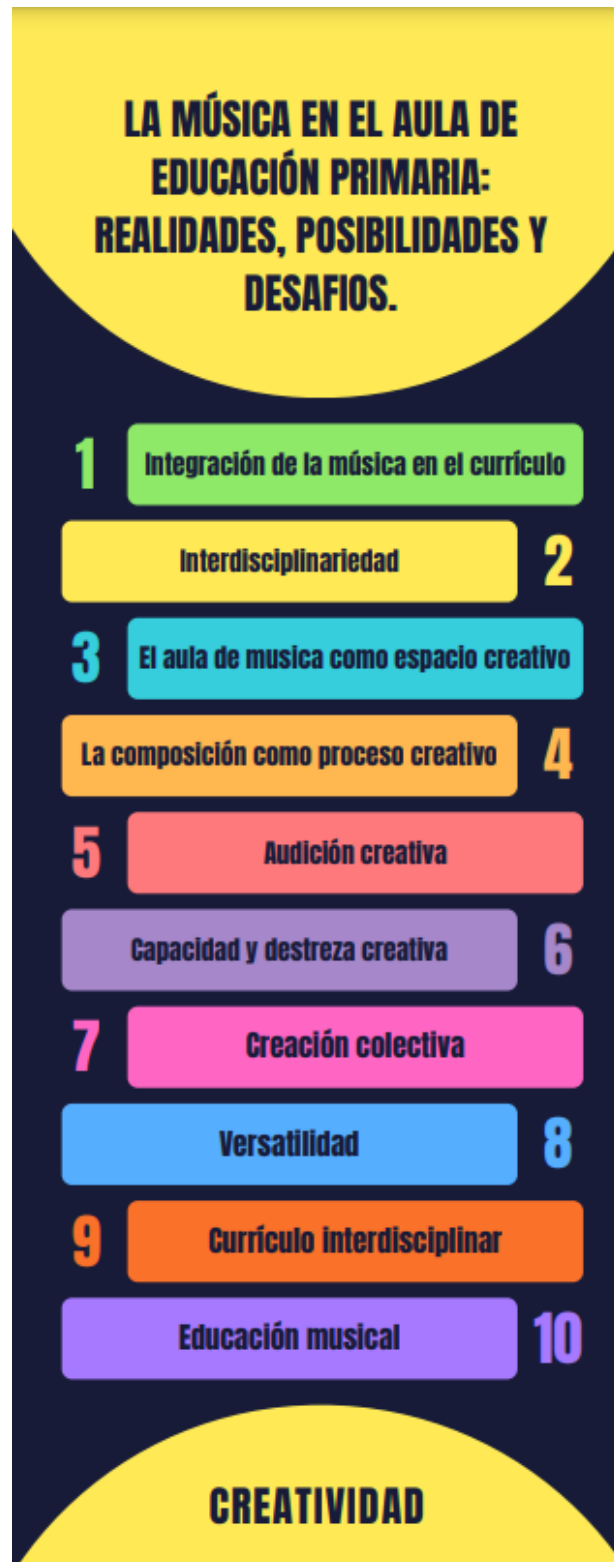 LA MÚSICA EN EL AULA DE
EDUCACIÓN PRIMARIA:
REALIDADES, POSIBILIDADES Y
DESAFIOS.
1 Integración de la música en el currículo
Interdisciplinariedad 2
3 El aula de musica como espacio creativo
La composición como proceso creativo 4
5 Audición creativa
Capacidad y destreza creativa 6
7 Creación colectiva
Versatilidad 8
9 Currículo interdisciplinar
Educación musical 10
CREATIVIDAD